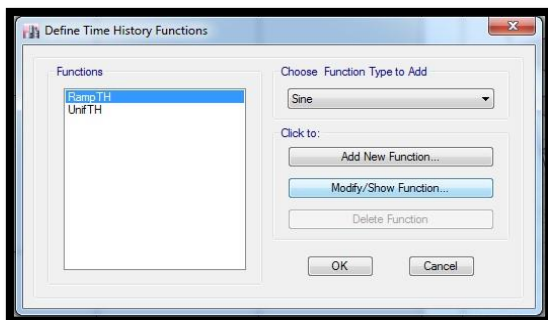 Define Time History Functions
Functions
RampTH
UnifTH
Choose Function Type to Add
Sine
Click to:
Add New Function...
Modify/Show Function...
Delete Function
OK
Cancel